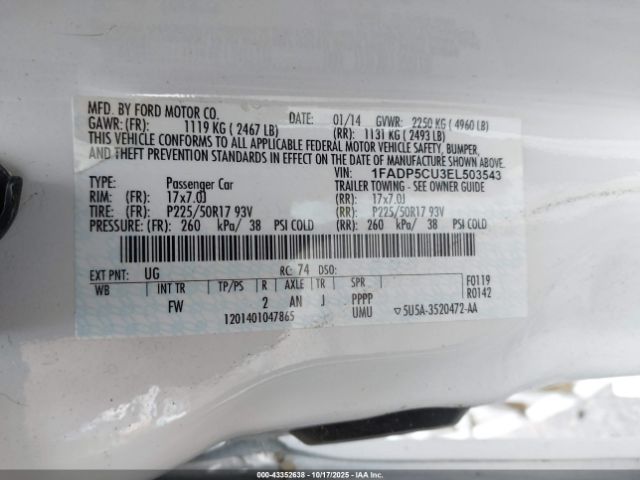 MFD. BY FORD MOTOR CO.
DATE: 01/14 GVWR: 2250 KG ( 4960 LB)
GAWR: (FR): 1119 KG ( 2467 LB) (RR): 1131 KG ( 2493 LB)
THIS VEHICLE CONFORMS TO ALL APPLICABLE FEDERAL MOTOR VEHICLE SAFETY, BUMPER,
AND THEFT PREVENTION STANDARDS IN EFFECT ON THE DATE OF MANUFACTURE SHOWN ABOVE.
VIN: 1FADP5CU3EL503543
TYPE: Passenger Car TRAILER TOWING - SEE OWNER GUIDE
RIM: (FR): 17x7.0J (RR): 17x7.0J
TIRE: (FR): P225/50R17 93V (RR): P225/50R17 93V
PRESSURE: (FR): 260 kPa/ 38 PSI COLD (RR): 260 kPa/ 38 PSI COLD
EXT PNT: UG RC: 74 DSO:
WB INT TR TP/PS R AXLE TR SPR F0119
FW 2 AN J PPPP R0142
1201401047865 UMU ▽5U5A-3520472-AA
000-43352638 - 10/17/2025 - IAAI.COM